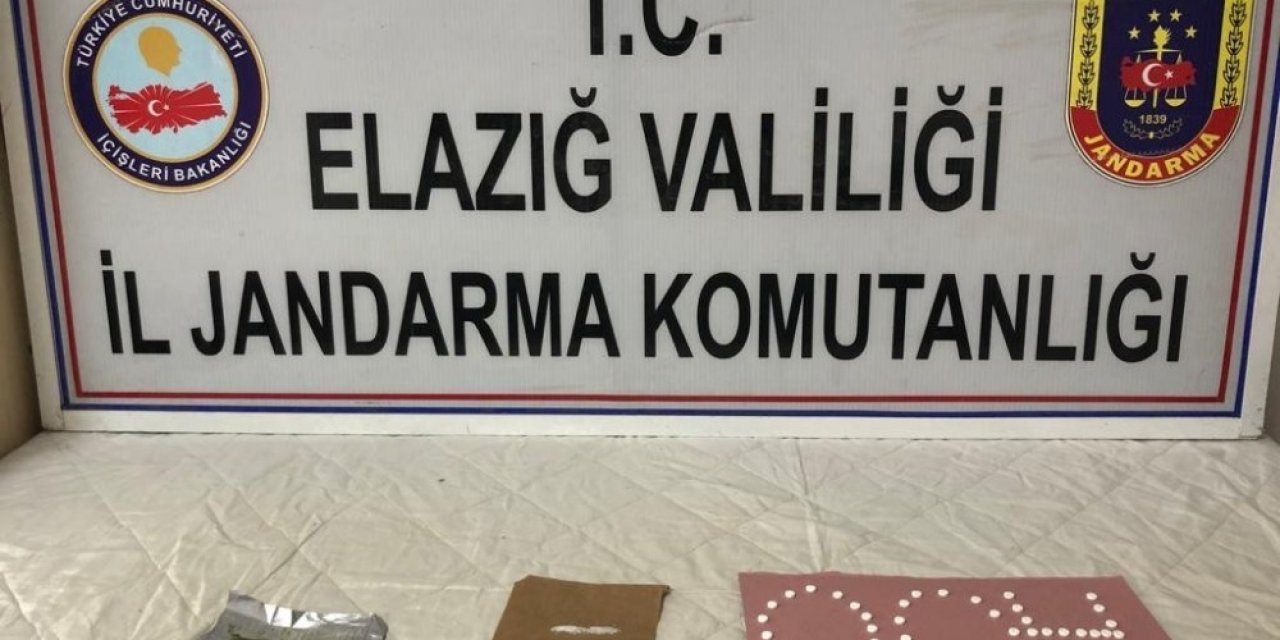 T.C.
ELAZIĞ VALİLİĞİ
İL JANDARMA KOMUTANLIĞI
TÜRKİYE CUMHURİYETİ
İÇİŞLERİ BAKANLIĞI
1839
JANDARMA